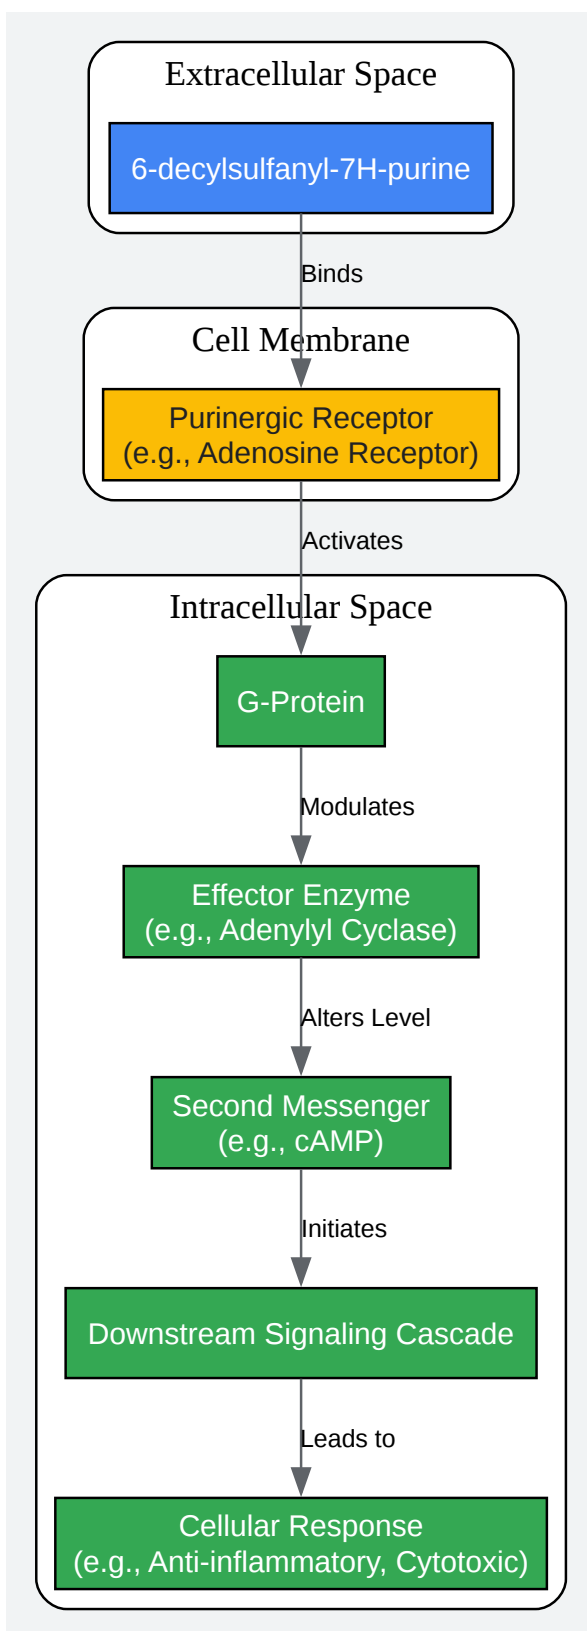 Extracellular Space
6-decylsulfanyl-7H-purine
Binds
Cell Membrane
Purinergic Receptor
(e.g., Adenosine Receptor)
Activates
Intracellular Space
G-Protein
Modulates
Effector Enzyme
(e.g., Adenylyl Cyclase)
Alters Level
Second Messenger
(e.g., cAMP)
Initiates
Downstream Signaling Cascade
Leads to
Cellular Response
(e.g., Anti-inflammatory, Cytotoxic)